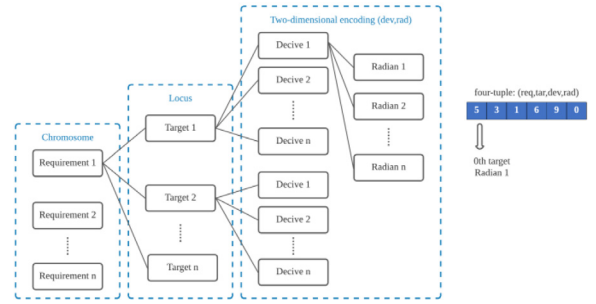 Two-dimensional encoding (dev,rad)
Decive 1
Radian 1
Decive 2
Radian 2
Decive n
Radian n
Locus
Target 1
Chromosome
Requirement 1
Target 2
Decive 1
Requirement 2
Decive 2
Target n
Requirement n
Decive n
four-tuple: (req,tar,dev,rad)
5 3 1 6 9 0
0th target
Radian 1